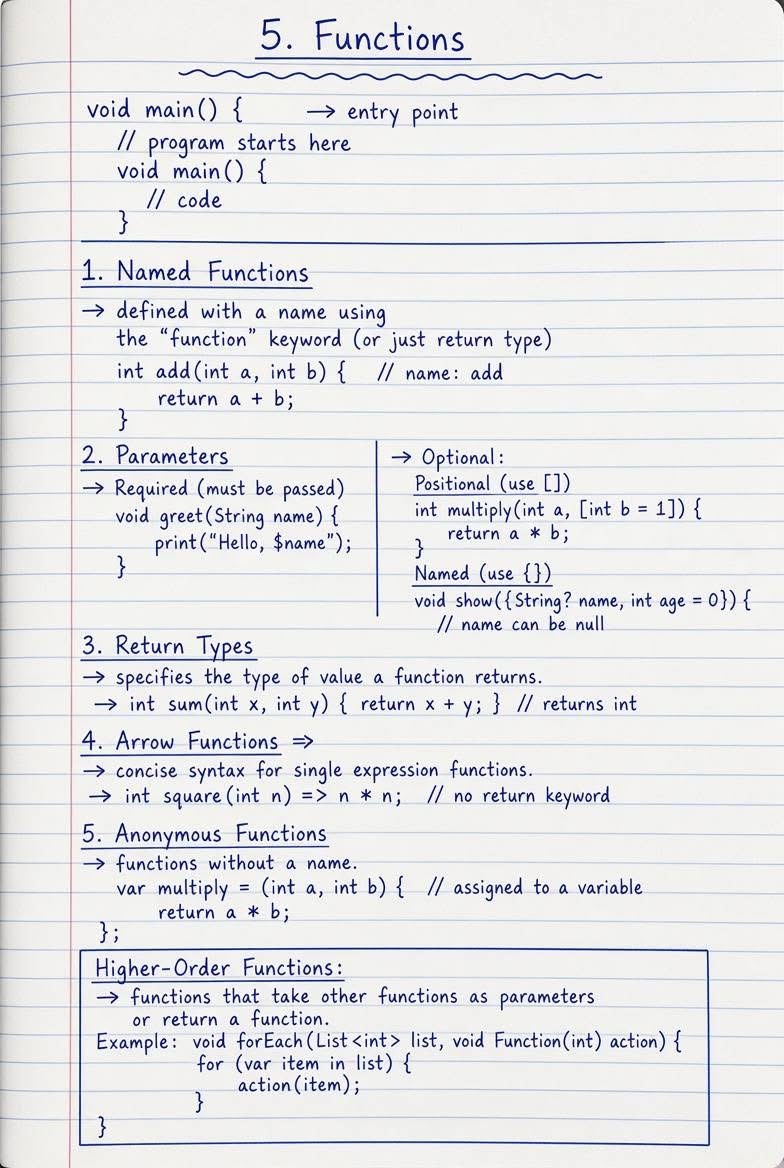 5. Functions
void main() { → entry point
// program starts here
void main() {
// code
}
1. Named Functions
→ defined with a name using
the “function” keyword (or just return type)
int add(int a, int b) { // name: add
return a + b;
}
2. Parameters
→ Required (must be passed)
void greet(String name) {
print(“Hello, $name”);
}
→ Optional:
Positional (use [])
int multiply(int a, [int b = 1]) {
return a * b;
}
Named (use {})
void show({String? name, int age = 0}) {
// name can be null
3. Return Types
→ specifies the type of value a function returns.
→ int sum(int x, int y) { return x + y; } // returns int
4. Arrow Functions ⇒
→ concise syntax for single expression functions.
→ int square(int n) => n * n; // no return keyword
5. Anonymous Functions
→ functions without a name.
var multiply = (int a, int b) { // assigned to a variable
return a * b;
};
Higher-Order Functions:
→ functions that take other functions as parameters
or return a function.
Example: void forEach(List<int> list, void Function(int) action) {
for (var item in list) {
action(item);
}
}